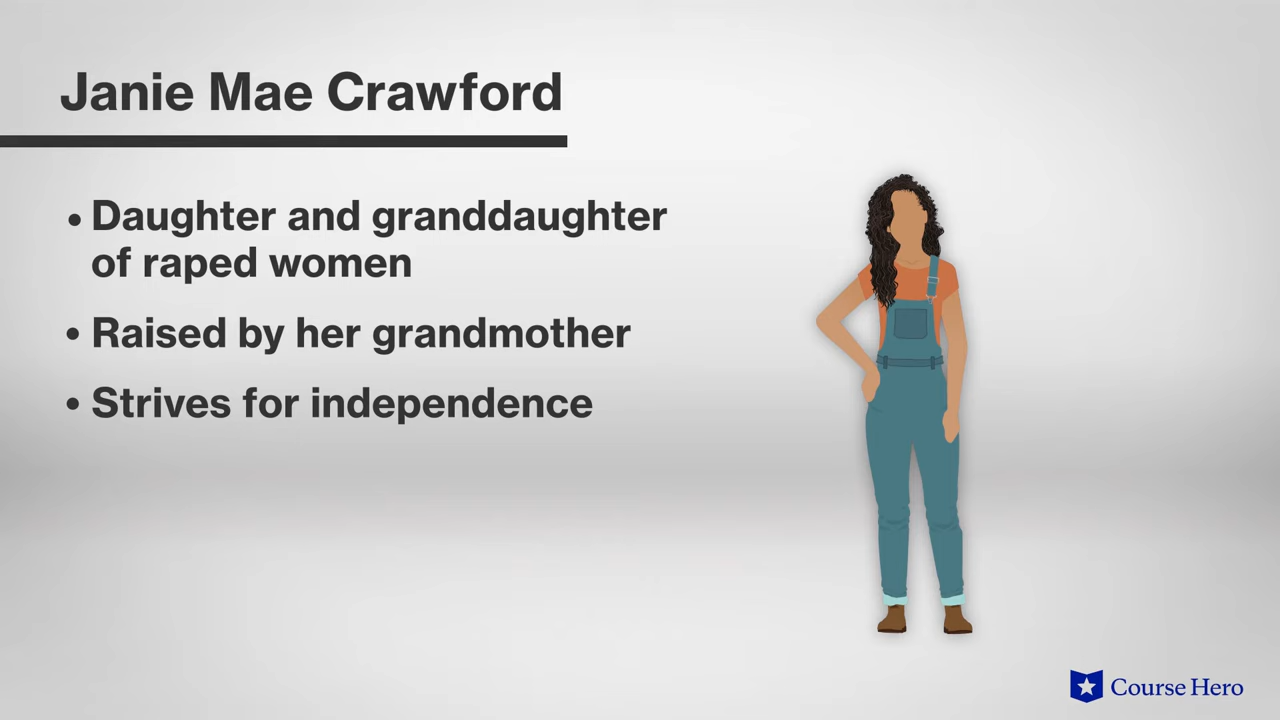 Janie Mae Crawford
• Daughter and granddaughter
of raped women
• Raised by her grandmother
• Strives for independence
Course Hero